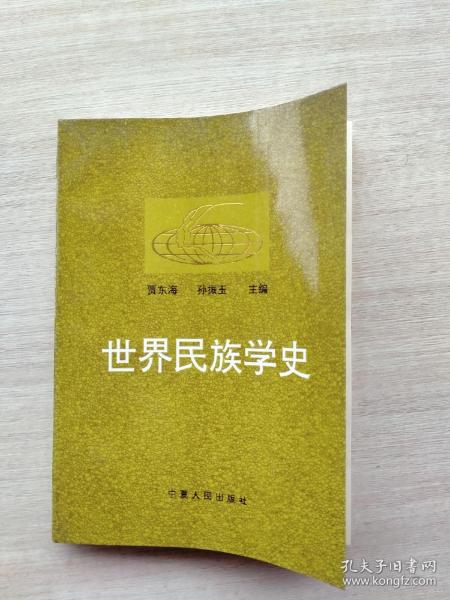 贾东海 孙振玉 主编
世界民族学史
宁夏人民出版社
孔夫子旧书网
www.kongfz.com